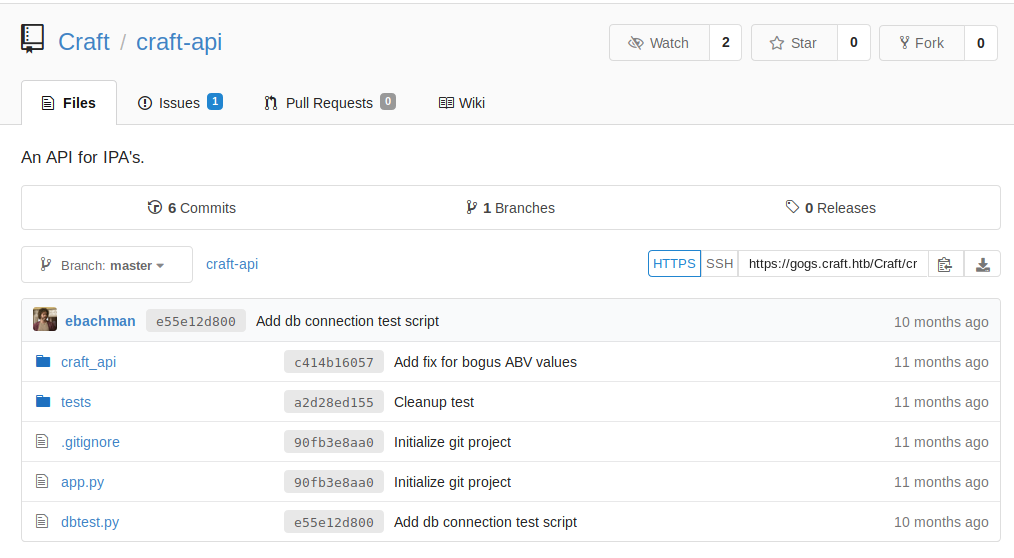 Craft / craft-api Watch 2 Star 0 Fork 0
Files Issues 1 Pull Requests 0 Wiki
An API for IPA's.
6 Commits 1 Branches 0 Releases
Branch: master craft-api HTTPS SSH https://gogs.craft.htb/Craft/cr
ebachman e55e12d800 Add db connection test script 10 months ago
craft_api c414b16057 Add fix for bogus ABV values 11 months ago
tests a2d28ed155 Cleanup test 11 months ago
.gitignore 90fb3e8aa0 Initialize git project 11 months ago
app.py 90fb3e8aa0 Initialize git project 11 months ago
dbtest.py e55e12d800 Add db connection test script 10 months ago